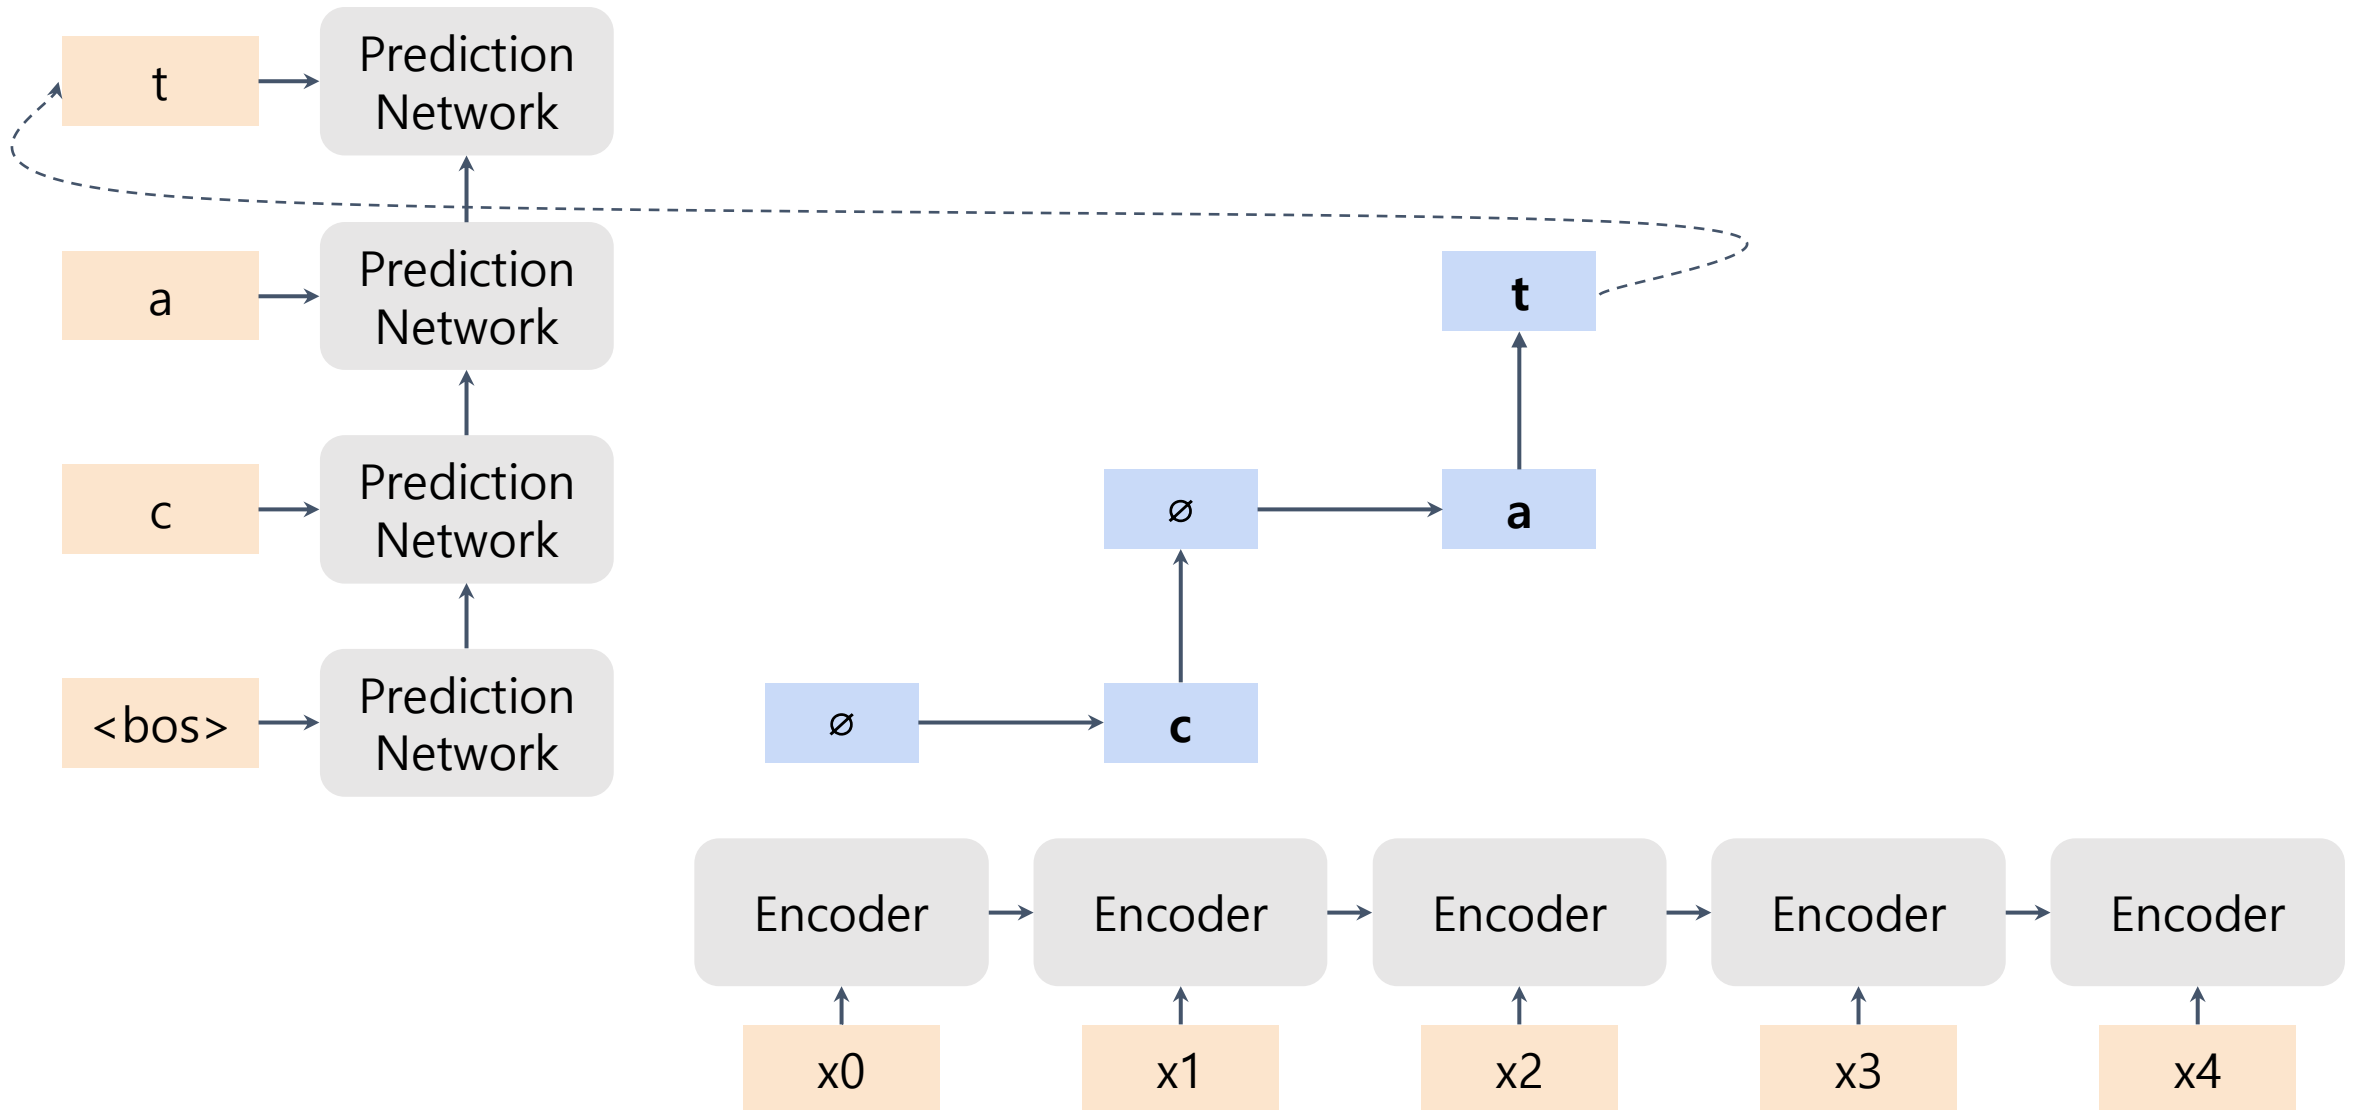 t
Prediction
Network
a
Prediction
Network
t
c
Prediction
Network
∅
a
<bos>
Prediction
Network
∅
c
Encoder
Encoder
Encoder
Encoder
Encoder
x0
x1
x2
x3
x4